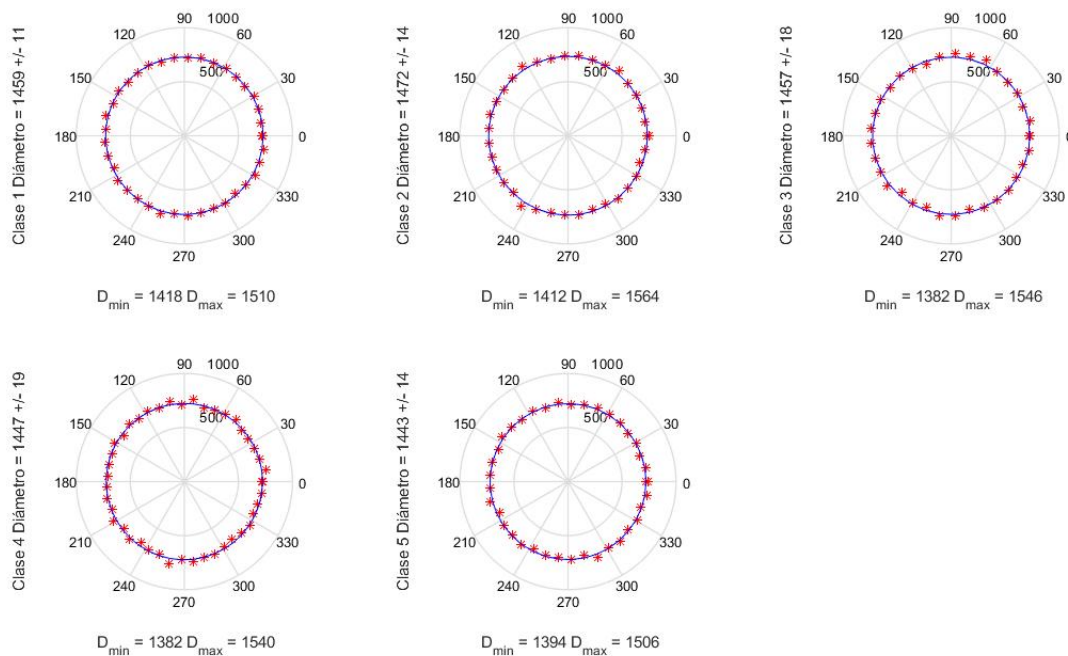 Clase 1 Diámetro = 1459 +/- 11
90 1000
120 60
150 500 30
180 0
210 330
240 300
270
D_min = 1418 D_max = 1510
Clase 2 Diámetro = 1472 +/- 14
90 1000
120 60
150 500 30
180 0
210 330
240 300
270
D_min = 1412 D_max = 1564
Clase 3 Diámetro = 1457 +/- 18
90 1000
120 60
150 500 30
180 0
210 330
240 300
270
D_min = 1382 D_max = 1546
Clase 4 Diámetro = 1447 +/- 19
90 1000
120 60
150 500 30
180 0
210 330
240 300
270
D_min = 1382 D_max = 1540
Clase 5 Diámetro = 1443 +/- 14
90 1000
120 60
150 500 30
180 0
210 330
240 300
270
D_min = 1394 D_max = 1506